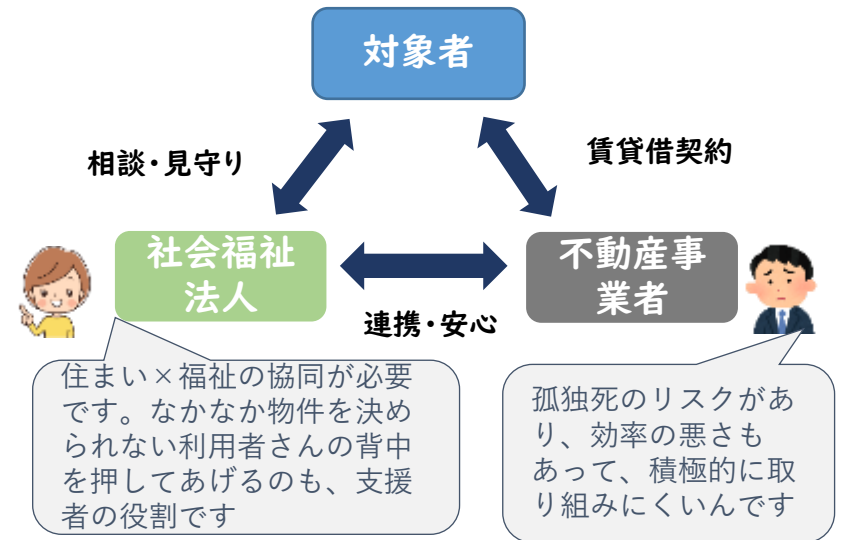 対象者
相談・見守り
賃貸借契約
社会福祉
法人
不動産事
業者
連携・安心
住まい×福祉の協同が必要
です。なかなか物件を決め
られない利用者さんの背中
を押してあげるのも、支援
者の役割です
孤独死のリスクがあ
り、効率の悪さも
あって、積極的に取
り組みにくいんです